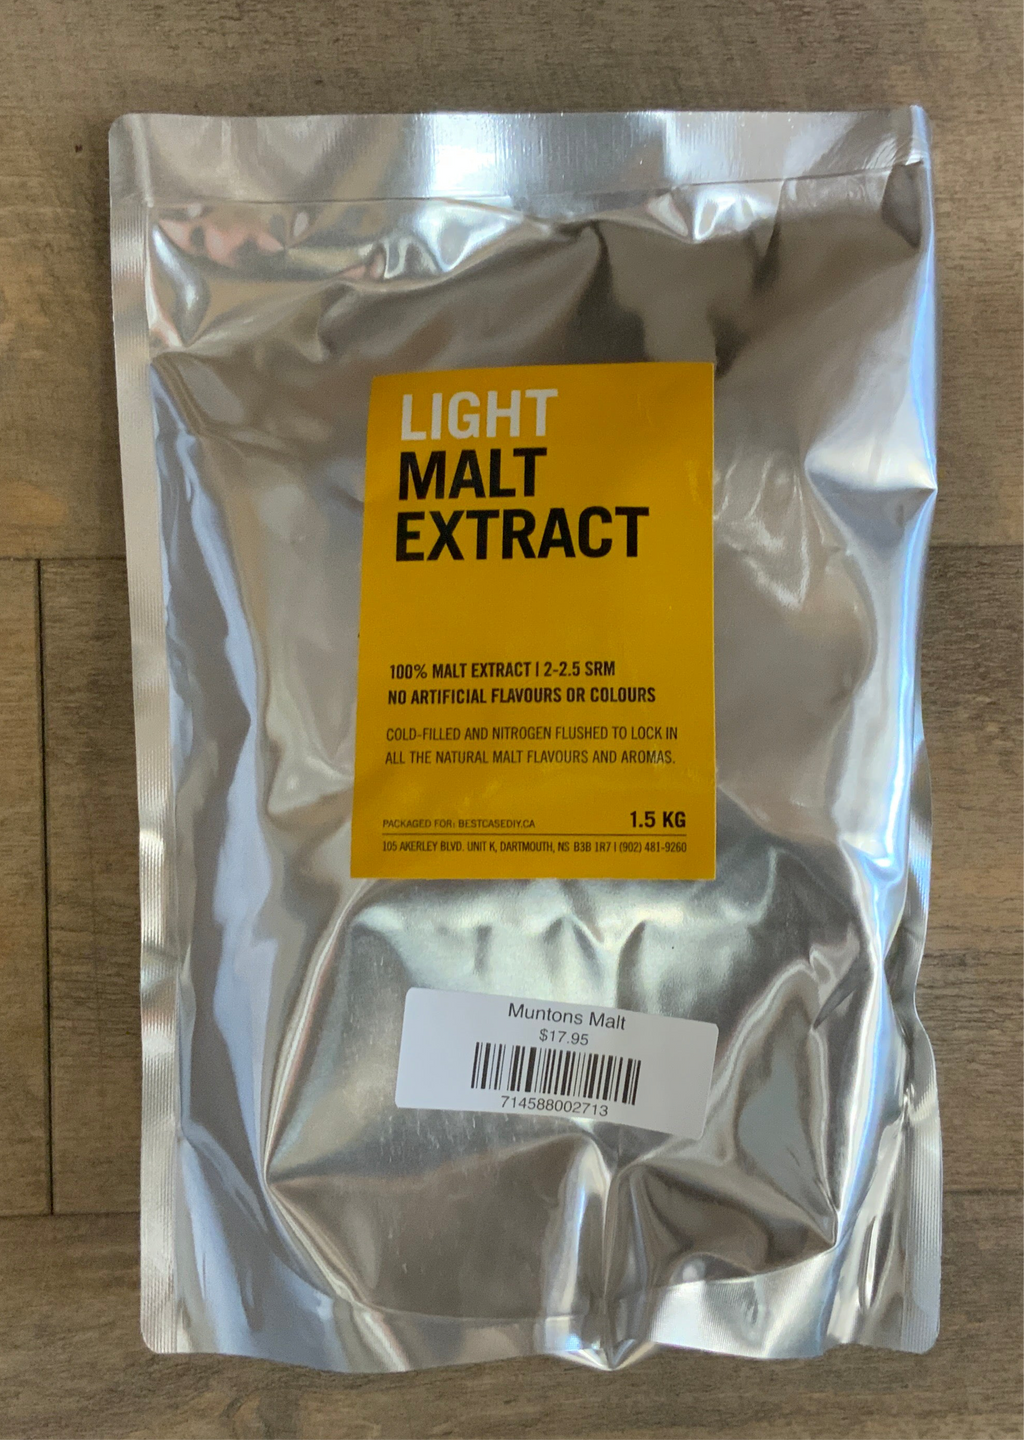 LIGHT
MALT
EXTRACT
100% MALT EXTRACT | 2-2.5 SRM
NO ARTIFICIAL FLAVOURS OR COLOURS
COLD-FILLED AND NITROGEN FLUSHED TO LOCK IN
ALL THE NATURAL MALT FLAVOURS AND AROMAS.
PACKAGED FOR: BESTCASEDIY.CA
1.5 KG
105 AKERLEY BLVD. UNIT K, DARTMOUTH, NS B3B 1R7 | (902) 481-9260
Muntons Malt
$17.95
714588002713